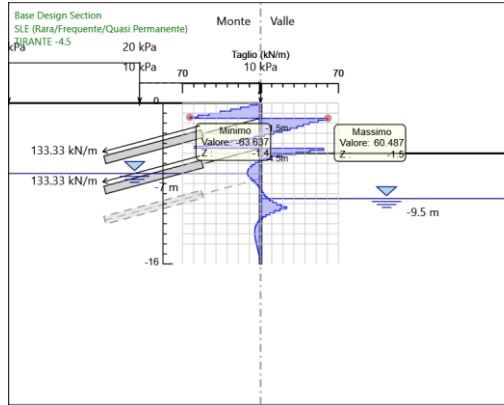 Base Design Section
SLE (Rara/Frequente/Quasi Permanente)
TIRANTE -4.5
Monte
Valle
kPa
20 kPa
10 kPa
Taglio (kN/m)
10 kPa
70
70
0
Minimo
Valore: -63.637
Z : -1.4
-1.5m
Massimo
Valore: 60.487
Z : -1.5
133.33 kN/m
133.33 kN/m
-7 m
-9.5 m
-16